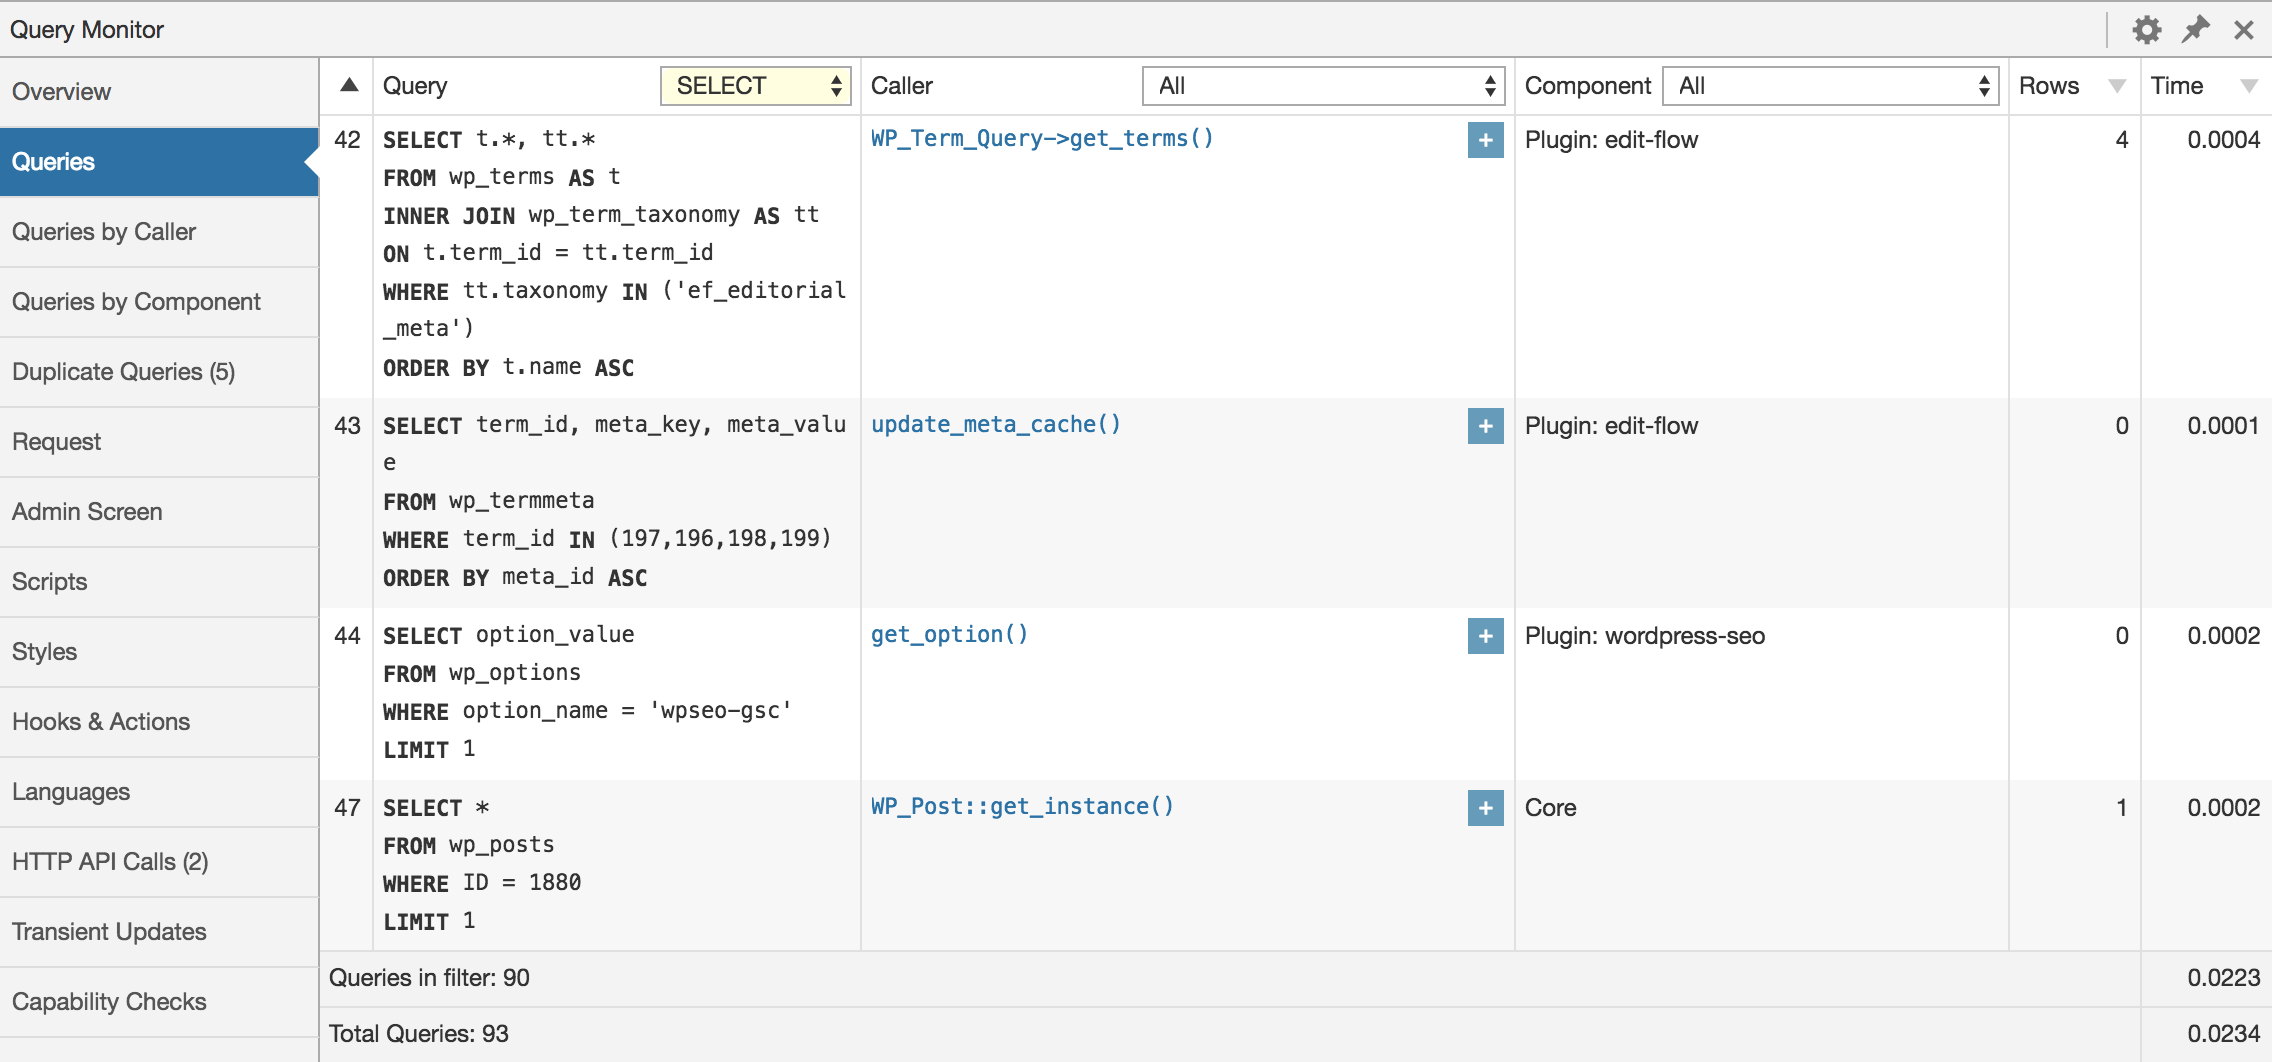 Query Monitor
Overview
Queries
Queries by Caller
Queries by Component
Duplicate Queries (5)
Request
Admin Screen
Scripts
Styles
Hooks & Actions
Languages
HTTP API Calls (2)
Transient Updates
Capability Checks
▲ Query SELECT Caller All Component All Rows Time
42 SELECT t.*, tt.* WP_Term_Query->get_terms() + Plugin: edit-flow 4 0.0004
FROM wp_terms AS t
INNER JOIN wp_term_taxonomy AS tt
ON t.term_id = tt.term_id
WHERE tt.taxonomy IN ('ef_editorial
_meta')
ORDER BY t.name ASC
43 SELECT term_id, meta_key, meta_valu update_meta_cache() + Plugin: edit-flow 0 0.0001
e
FROM wp_termmeta
WHERE term_id IN (197,196,198,199)
ORDER BY meta_id ASC
44 SELECT option_value get_option() + Plugin: wordpress-seo 0 0.0002
FROM wp_options
WHERE option_name = 'wpseo-gsc'
LIMIT 1
47 SELECT * WP_Post::get_instance() + Core 1 0.0002
FROM wp_posts
WHERE ID = 1880
LIMIT 1
Queries in filter: 90 0.0223
Total Queries: 93 0.0234